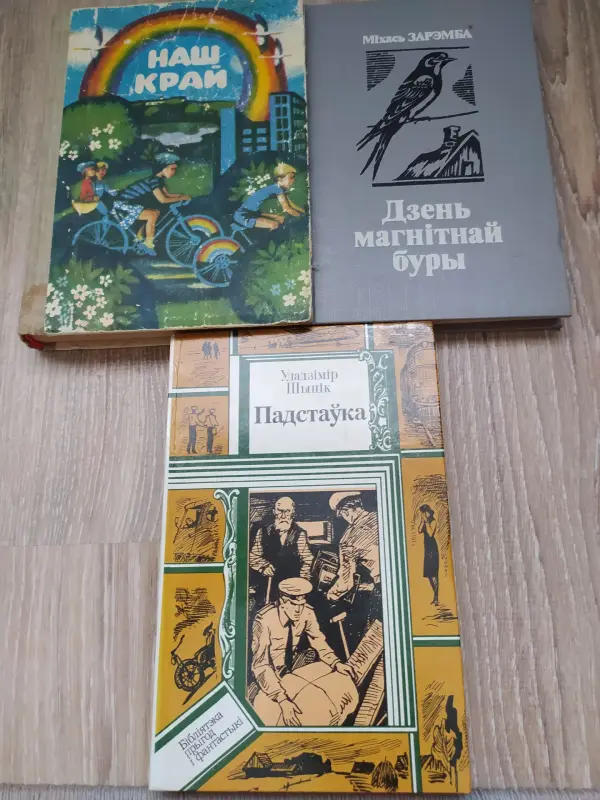 НАШ
КРАЙ
Міхась ЗАРЭМБА
Дзень
магнітнай
буры
Уладзімір
Шыцік
Падстаўка
Бібліятэка
прыгод
і фантастыкі